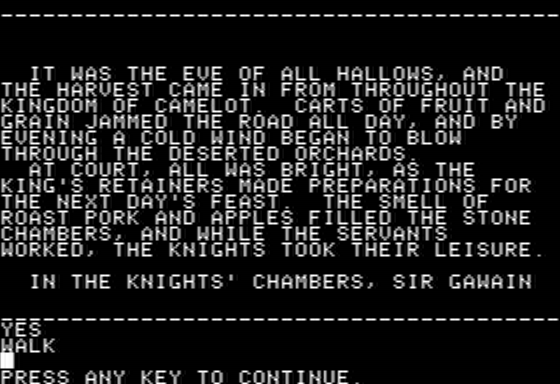 IT WAS THE EVE OF ALL HALLOWS, AND
THE HARVEST CAME IN FROM THROUGHOUT THE
KINGDOM OF CAMELOT.  CARTS OF FRUIT AND
GRAIN JAMMED THE ROAD ALL DAY, AND BY
EVENING A COLD WIND BEGAN TO BLOW
THROUGH THE DESERTED ORCHARDS.
AT COURT, ALL WAS BRIGHT, AS THE
KING'S RETAINERS MADE PREPARATIONS FOR
THE NEXT DAY'S FEAST.  THE SMELL OF
ROAST PORK AND APPLES FILLED THE STONE
CHAMBERS, AND WHILE THE SERVANTS
WORKED, THE KNIGHTS TOOK THEIR LEISURE.
IN THE KNIGHTS' CHAMBERS, SIR GAWAIN
YES
WALK
PRESS ANY KEY TO CONTINUE.